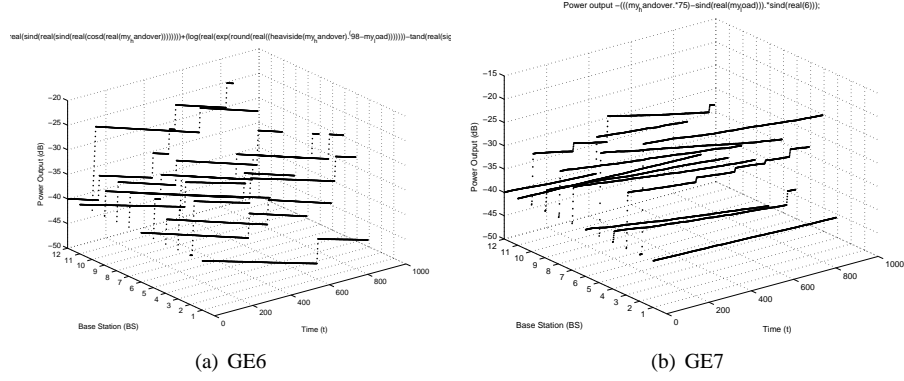 real(sind(real(sind(real(cosd(real(my_handover))))))))+(log(real(exp(round(real((heaviside(my_handover).^(98−my_load)))))))−tand(real(sig
Power Output (dB)
−20
−25
−30
−35
−40
−45
−50
12 11 10 9 8 7 6 5 4 3 2 1
Base Station (BS)
0 200 400 600 800 1000
Time (t)
(a) GE6
Power output −(((my_handover.*75)−sind(real(my_load))).*sind(real(6));
Power Output (dB)
−15
−20
−25
−30
−35
−40
−45
−50
12 11 10 9 8 7 6 5 4 3 2 1
Base Station (BS)
0 200 400 600 800 1000
Time (t)
(b) GE7